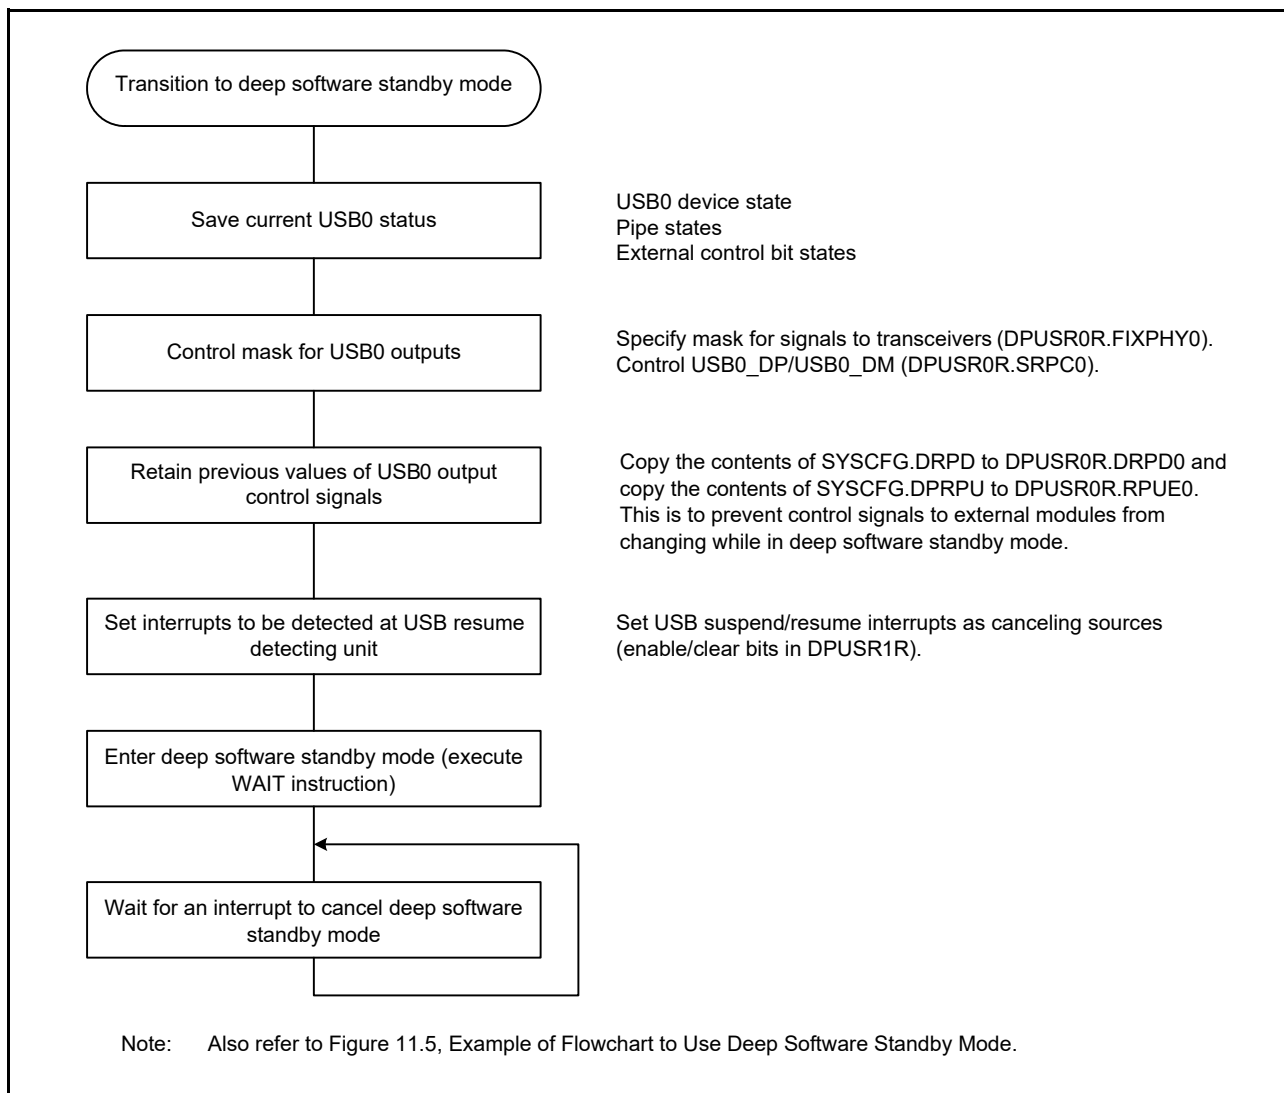 Transition to deep software standby mode
Save current USB0 status
USB0 device state
Pipe states
External control bit states
Control mask for USB0 outputs
Specify mask for signals to transceivers (DPUSR0R.FIXPHY0).
Control USB0_DP/USB0_DM (DPUSR0R.SRPC0).
Retain previous values of USB0 output
control signals
Copy the contents of SYSCFG.DRPD to DPUSR0R.DRPD0 and
copy the contents of SYSCFG.DPRPU to DPUSR0R.RPUE0.
This is to prevent control signals to external modules from
changing while in deep software standby mode.
Set interrupts to be detected at USB resume
detecting unit
Set USB suspend/resume interrupts as canceling sources
(enable/clear bits in DPUSR1R).
Enter deep software standby mode (execute
WAIT instruction)
Wait for an interrupt to cancel deep software
standby mode
Note: Also refer to Figure 11.5, Example of Flowchart to Use Deep Software Standby Mode.